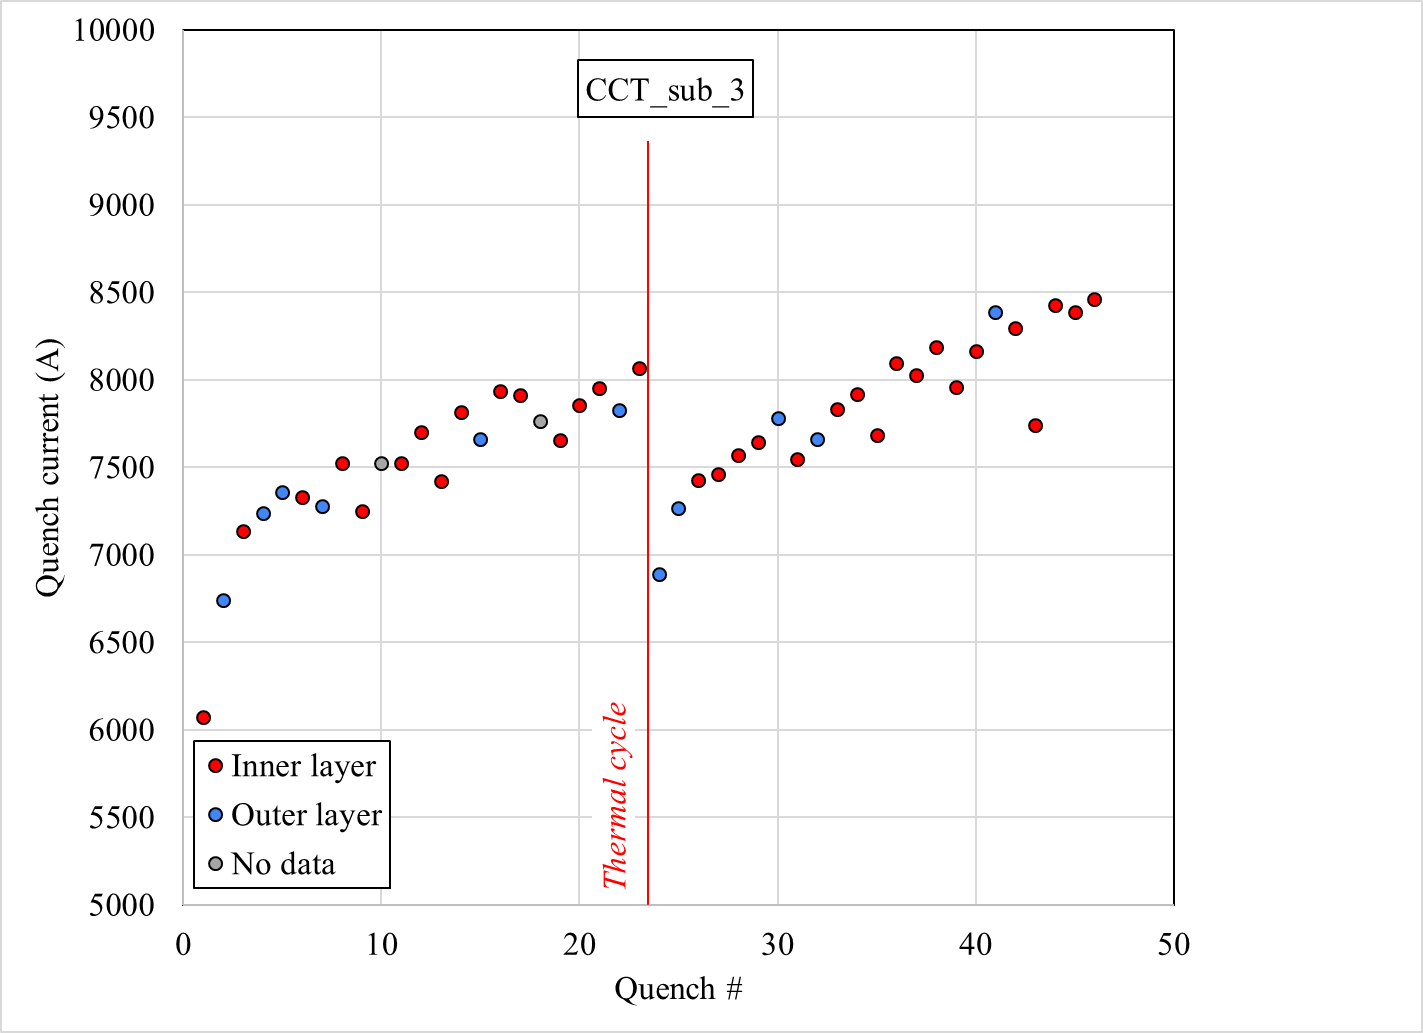 10000
9500
9000
8500
8000
7500
7000
6500
6000
5500
5000
Quench current (A)
CCT_sub_3
Thermal cycle
Inner layer
Outer layer
No data
0 10 20 30 40 50
Quench #